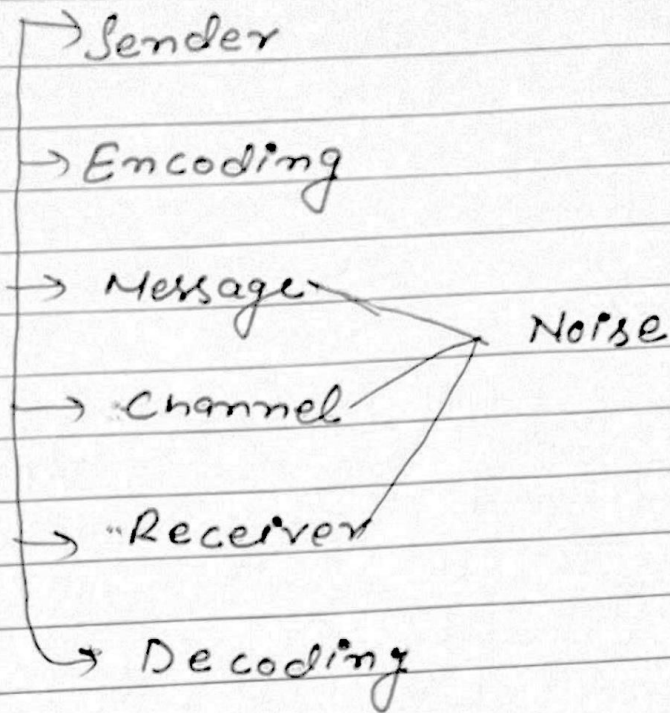 Sender
Encoding
Message
Noise
Channel
Receiver
Decoding